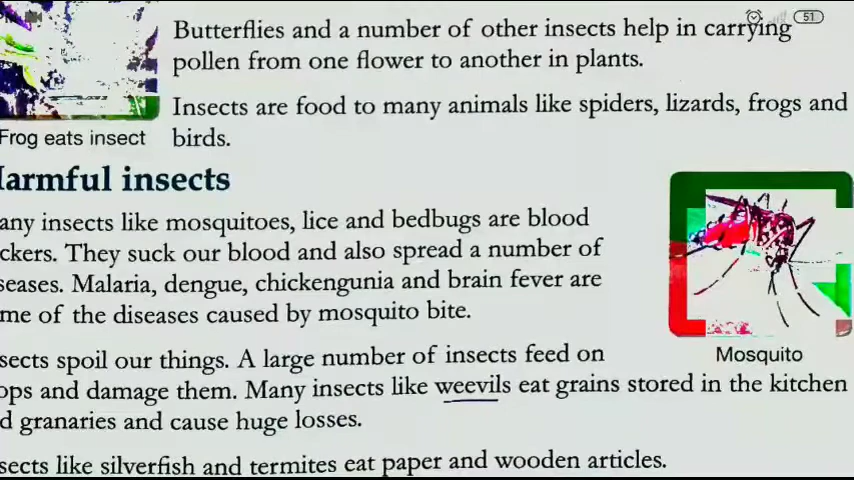 51
Butterflies and a number of other insects help in carrying
pollen from one flower to another in plants.
Insects are food to many animals like spiders, lizards, frogs and
birds.
Frog eats insect
armful insects
any insects like mosquitoes, lice and bedbugs are blood
ckers. They suck our blood and also spread a number of
seases. Malaria, dengue, chickengunia and brain fever are
me of the diseases caused by mosquito bite.
Mosquito
sects spoil our things. A large number of insects feed on
ops and damage them. Many insects like weevils eat grains stored in the kitchen
d granaries and cause huge losses.
sects like silverfish and termites eat paper and wooden articles.